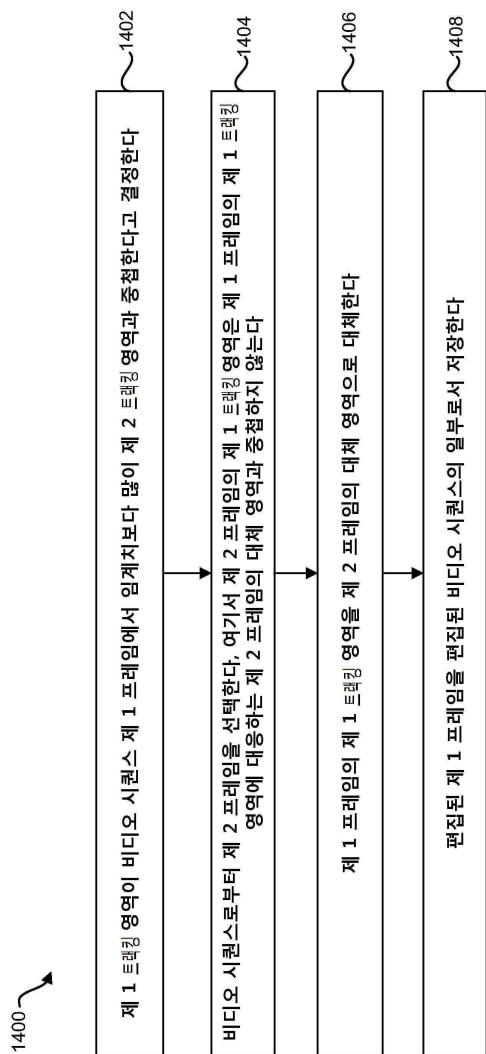 1400
제 1 트래킹 영역이 비디오 시퀀스 제 1 프레임에서 임계치보다 많이 제 2 트래킹 영역과 중첩한다고 결정한다
1402
비디오 시퀀스로부터 제 2 프레임을 선택한다, 여기서 제 2 프레임의 제 1 트래킹 영역은 제 1 프레임의 제 1 트래킹
영역에 대응하는 제 2 프레임의 대체 영역과 중첩하지 않는다
1404
제 1 프레임의 제 1 트래킹 영역을 제 2 프레임의 대체 영역으로 대체한다
1406
편집된 제 1 프레임을 편집된 비디오 시퀀스의 일부로서 저장한다
1408